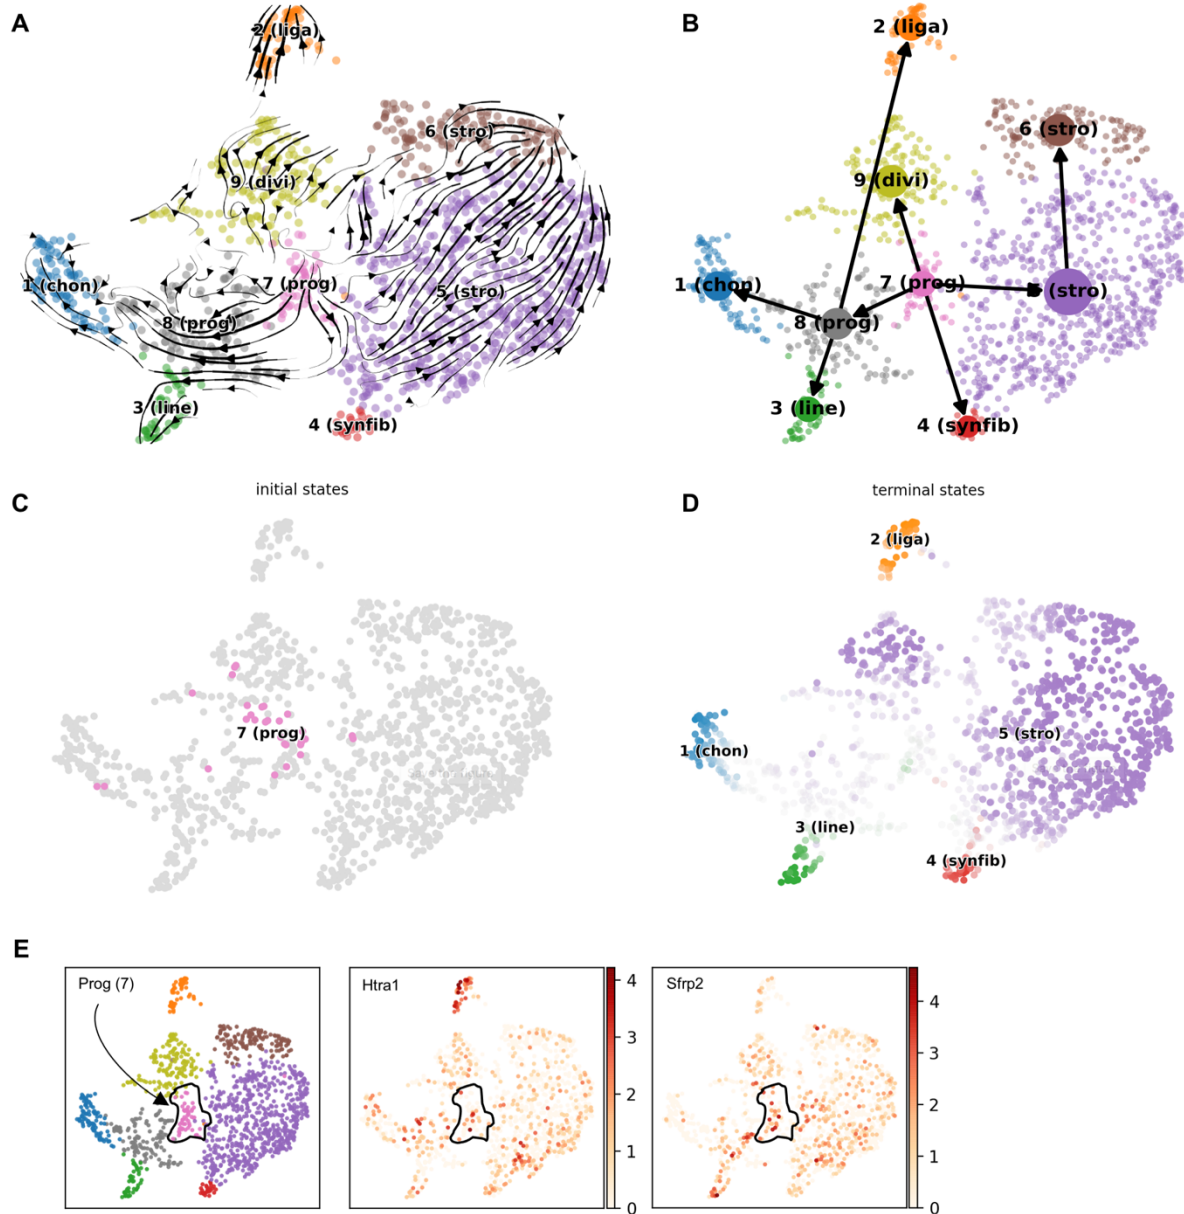 A
2 (liga)
6 (stro)
9 (divi)
1 (chon)
7 (prog)
5 (stro)
8 (prog)
3 (line)
4 (synfib)
B
2 (liga)
6 (stro)
9 (divi)
1 (chon)
7 (prog)
(stro)
8 (prog)
3 (line)
4 (synfib)
C
initial states
7 (prog)
D
terminal states
2 (liga)
1 (chon)
5 (stro)
3 (line)
4 (synfib)
E
Prog (7)
Htra1
4
3
2
1
0
Sfrp2
4
3
2
1
0